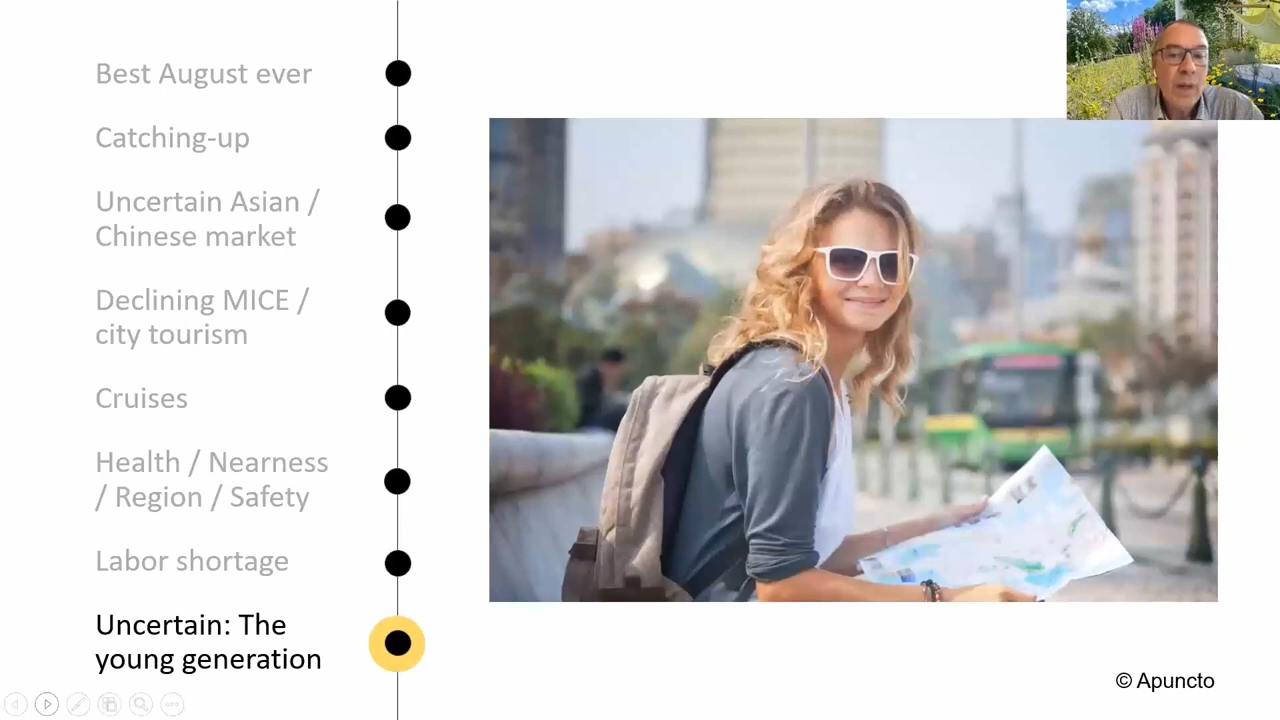 Best August ever
Catching-up
Uncertain Asian /
Chinese market
Declining MICE /
city tourism
Cruises
Health / Nearness
/ Region / Safety
Labor shortage
Uncertain: The
young generation
© Apuncto